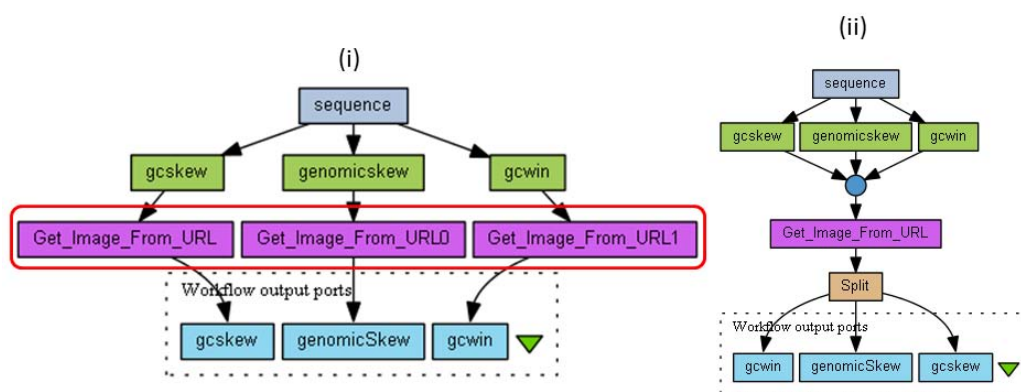 (i)
sequence
gcskew genomicskew gcwin
Get_Image_From_URL Get_Image_From_URL0 Get_Image_From_URL1
Workflow output ports
gcskew genomicSkew gcwin
(ii)
sequence
gcskew genomicskew gcwin
Get_Image_From_URL
Split
Workflow output ports
gcwin genomicSkew gcskew